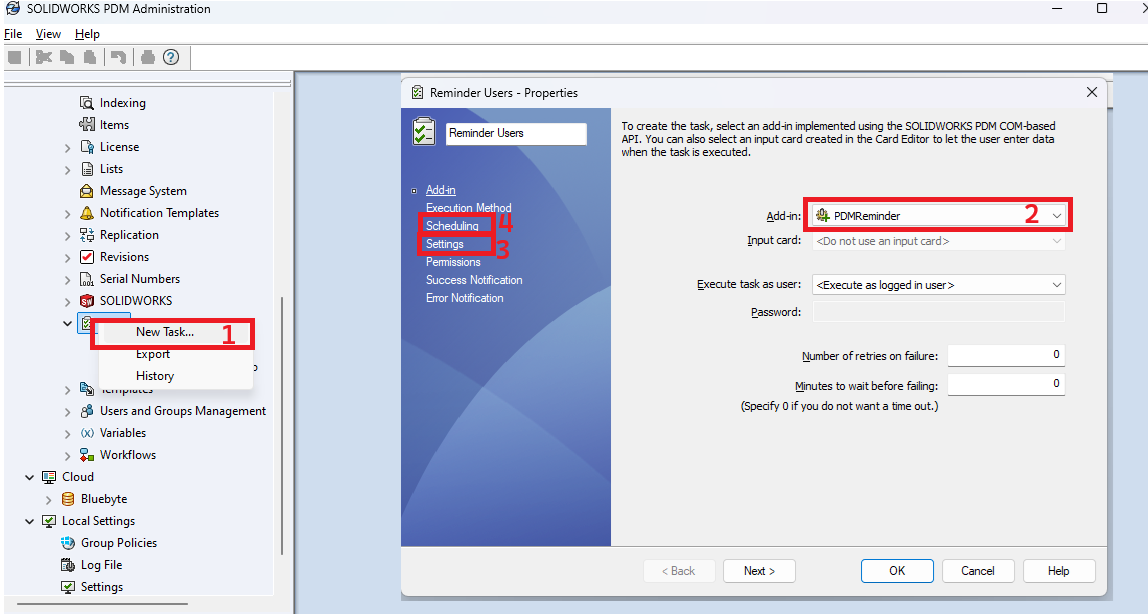 SOLIDWORKS PDM Administration
File View Help
Indexing
Items
License
Lists
Message System
Notification Templates
Replication
Revisions
Serial Numbers
SOLIDWORKS
New Task... 1
Export
History
Templates
Users and Groups Management
(x) Variables
Workflows
Cloud
Bluebyte
Local Settings
Group Policies
Log File
Settings
Reminder Users - Properties
Reminder Users
Add-in
Execution Method
Scheduling 4
Settings 3
Permissions
Success Notification
Error Notification
To create the task, select an add-in implemented using the SOLIDWORKS PDM COM-based
API. You can also select an input card created in the Card Editor to let the user enter data
when the task is executed.
Add-in: PDMReminder 2
Input card: <Do not use an input card>
Execute task as user: <Execute as logged in user>
Password:
Number of retries on failure: 0
Minutes to wait before failing: 0
(Specify 0 if you do not want a time out.)
< Back Next > OK Cancel Help